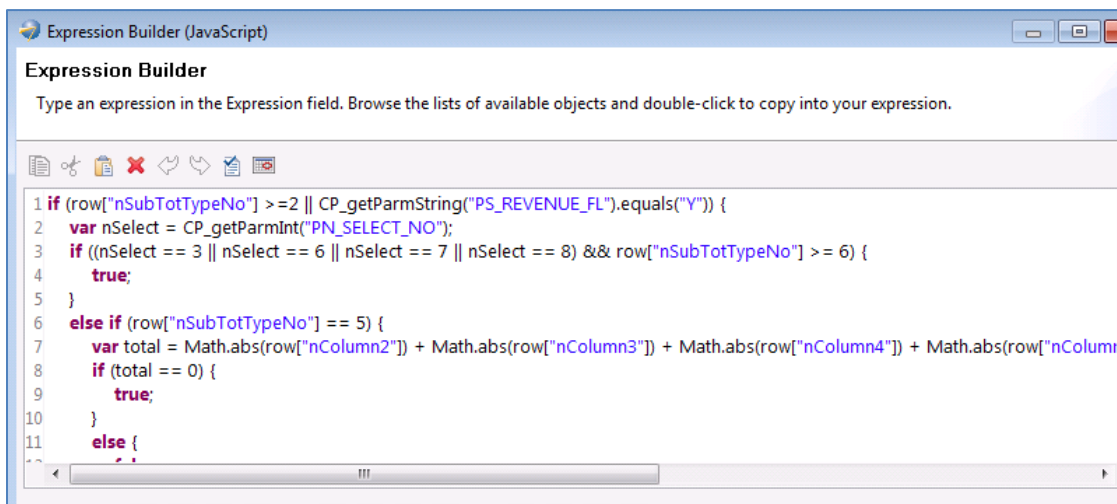 Expression Builder (JavaScript)
Expression Builder
Type an expression in the Expression field. Browse the lists of available objects and double-click to copy into your expression.
1 if (row["nSubTotTypeNo"] >=2 || CP_getParmString("PS_REVENUE_FL").equals("Y")) {
2 var nSelect = CP_getParmInt("PN_SELECT_NO");
3 if ((nSelect == 3 || nSelect == 6 || nSelect == 7 || nSelect == 8) && row["nSubTotTypeNo"] >= 6) {
4 true;
5 }
6 else if (row["nSubTotTypeNo"] == 5) {
7 var total = Math.abs(row["nColumn2"]) + Math.abs(row["nColumn3"]) + Math.abs(row["nColumn4"]) + Math.abs(row["nColumn
8 if (total == 0) {
9 true;
10 }
11 else {